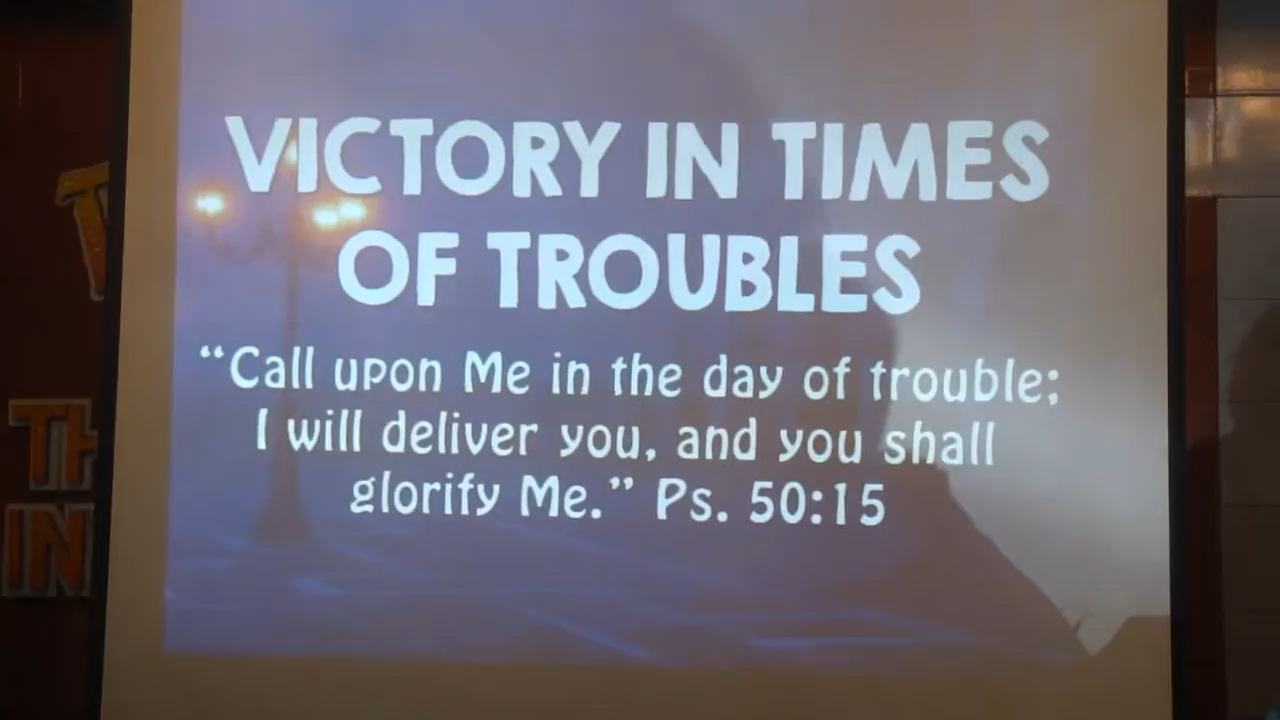 VICTORY IN TIMES
OF TROUBLES
“Call upon Me in the day of trouble;
I will deliver you, and you shall
glorify Me.” Ps. 50:15